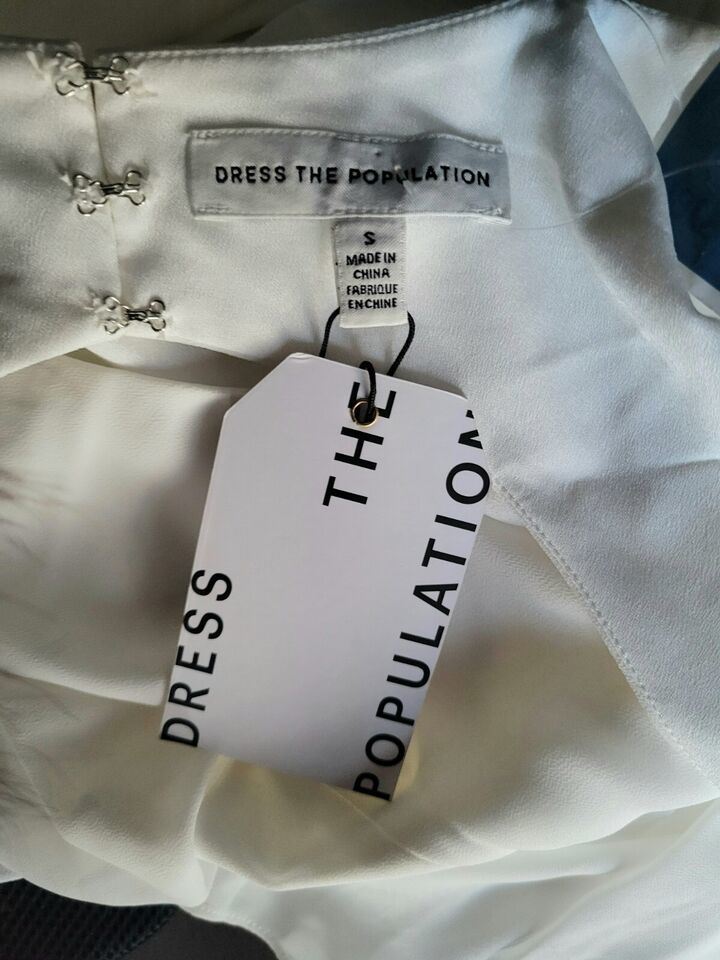 DRESS THE POPULATION
S
MADE IN
CHINA
FABRIQUE
EN CHINE
DRESS
THE
POPULATION